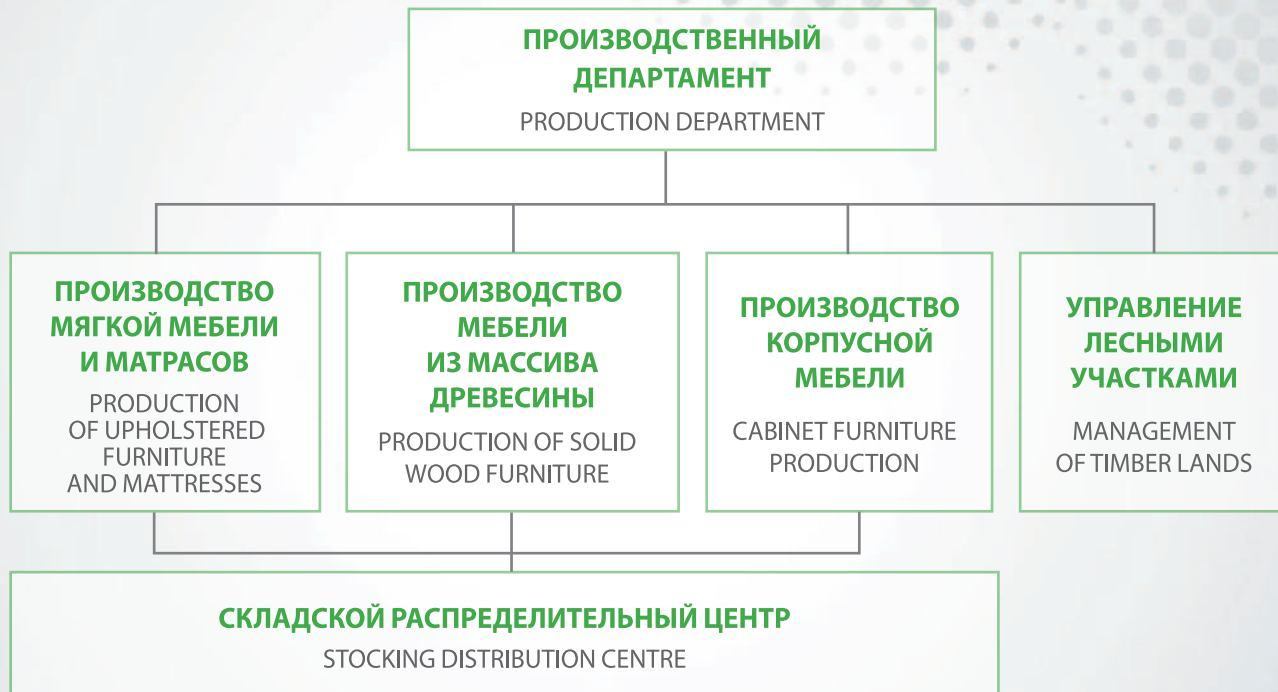 ПРОИЗВОДСТВЕННЫЙ
ДЕПАРТАМЕНТ
PRODUCTION DEPARTMENT
ПРОИЗВОДСТВО
МЯГКОЙ МЕБЕЛИ
И МАТРАСОВ
PRODUCTION
OF UPHOLSTERED
FURNITURE
AND MATTRESSES
ПРОИЗВОДСТВО
МЕБЕЛИ
ИЗ МАССИВА
ДРЕВЕСИНЫ
PRODUCTION OF SOLID
WOOD FURNITURE
ПРОИЗВОДСТВО
КОРПУСНОЙ
МЕБЕЛИ
CABINET FURNITURE
PRODUCTION
УПРАВЛЕНИЕ
ЛЕСНЫМИ
УЧАСТКАМИ
MANAGEMENT
OF TIMBER LANDS
СКЛАДСКОЙ РАСПРЕДЕЛИТЕЛЬНЫЙ ЦЕНТР
STOCKING DISTRIBUTION CENTRE